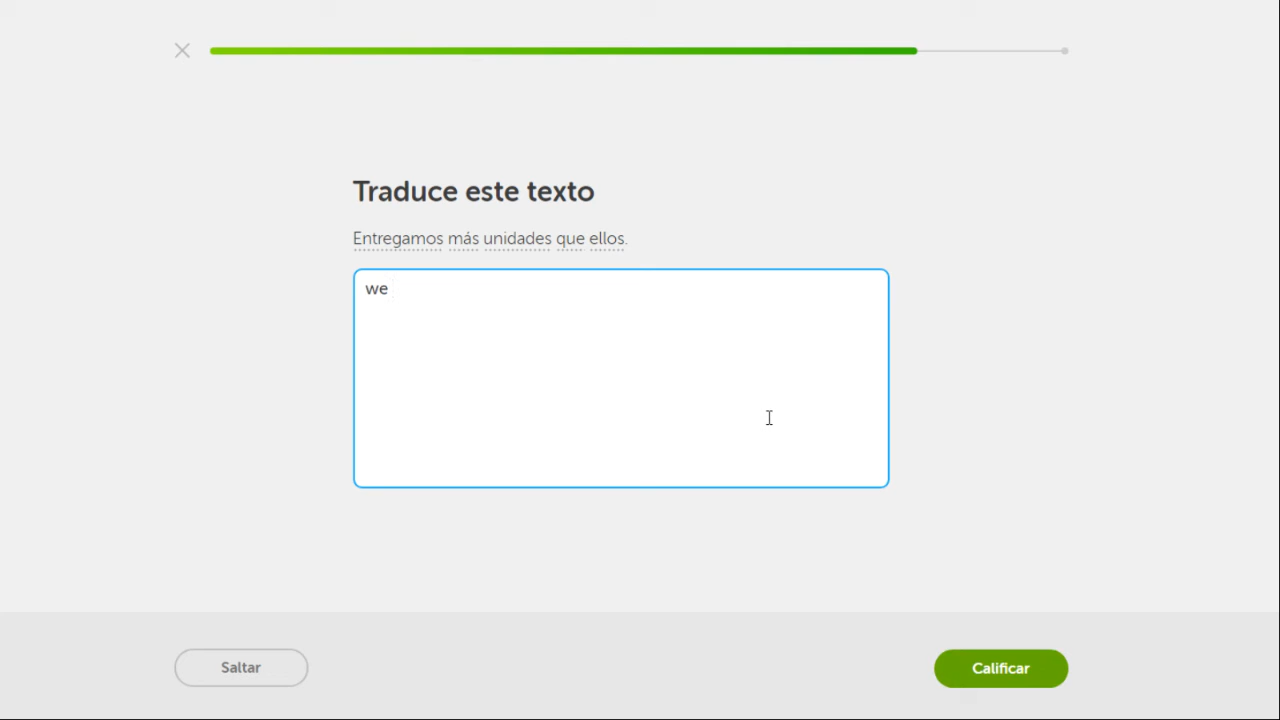 Traduce este texto
Entregamos más unidades que ellos.
we
Saltar
Calificar